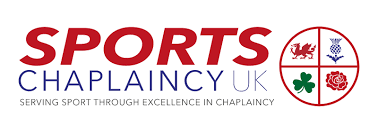 SPORTS
CHAPLAINCY UK
SERVING SPORT THROUGH EXCELLENCE IN CHAPLAINCY